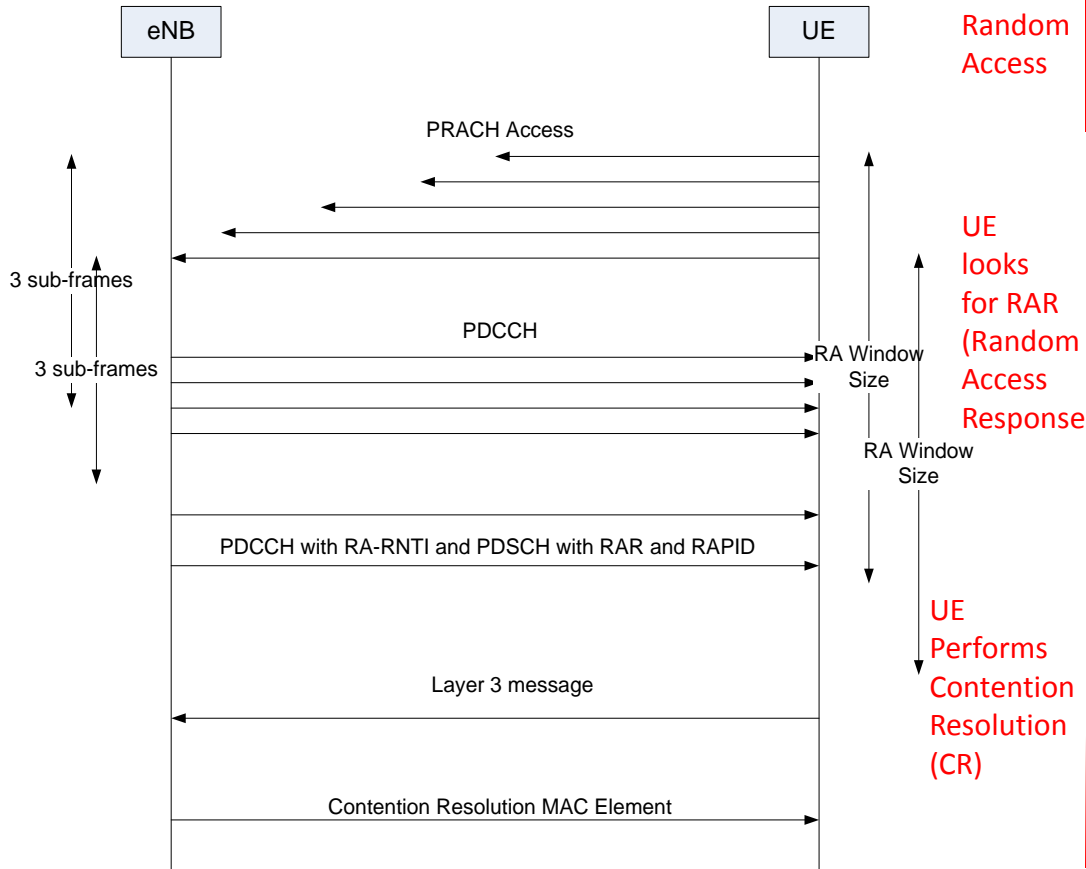 eNB
UE
Random
Access
PRACH Access
UE
looks
for RAR
(Random
Access
Response
3 sub-frames
PDCCH
3 sub-frames
RA Window
Size
RA Window
Size
PDCCH with RA-RNTI and PDSCH with RAR and RAPID
UE
Performs
Contention
Resolution
(CR)
Layer 3 message
Contention Resolution MAC Element